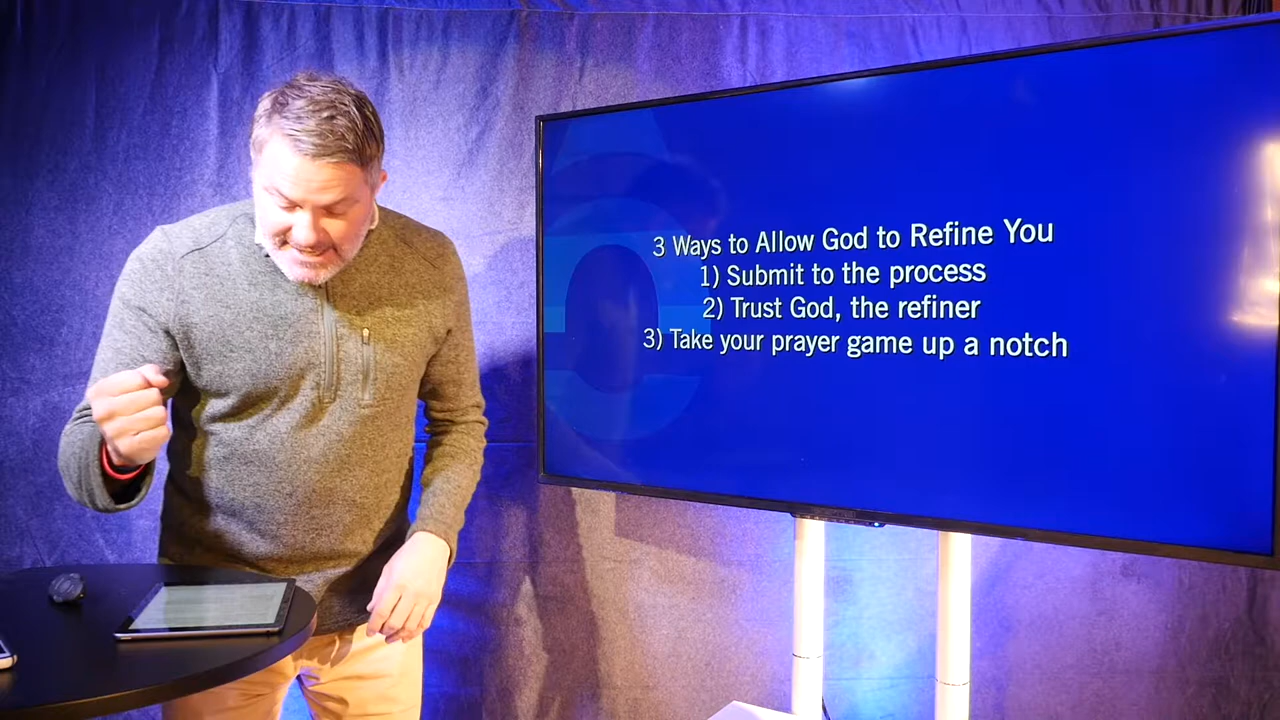 3 Ways to Allow God to Refine You
1) Submit to the process
2) Trust God, the refiner
3) Take your prayer game up a notch